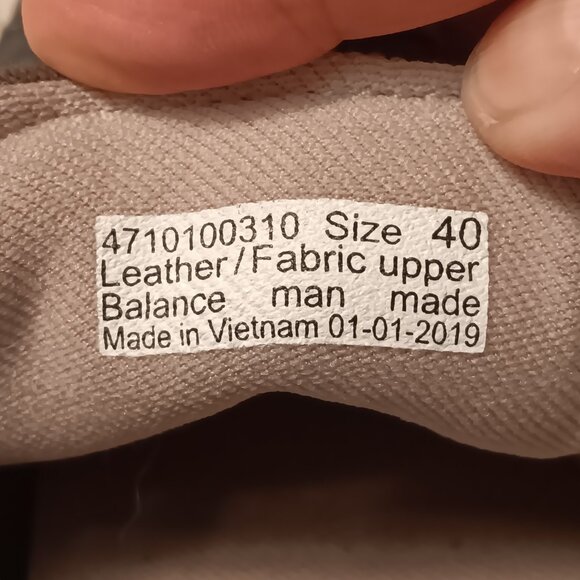 4710100310 Size 40
Leather/Fabric upper
Balance man made
Made in Vietnam 01-01-2019